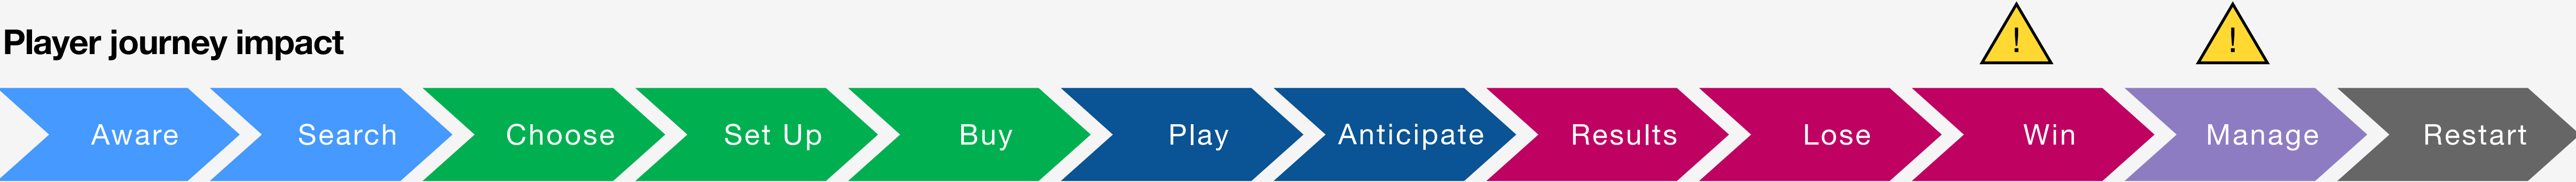 Player journey impact
!
!
Aware
Search
Choose
Set Up
Buy
Play
Anticipate
Results
Lose
Win
Manage
Restart